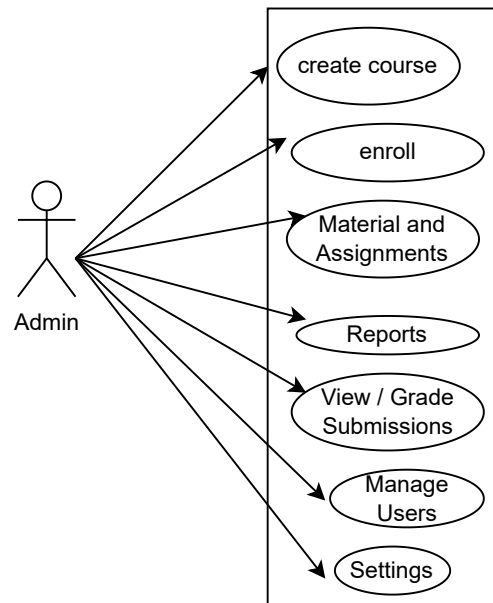 create course
enroll
Material and
Assignments
Admin
Reports
View / Grade
Submissions
Manage
Users
Settings